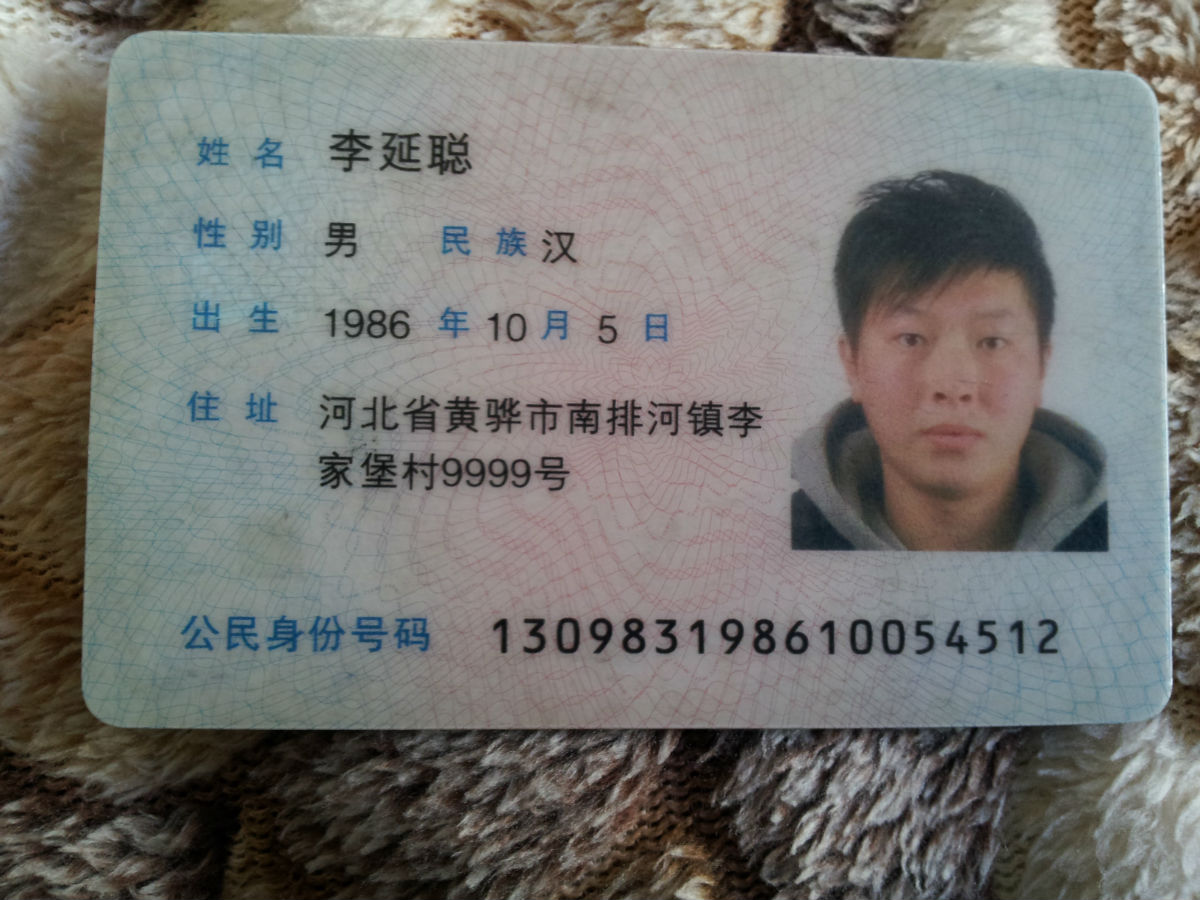 姓名 李延聪
性别 男 民族 汉
出生 1986 年 10 月 5 日
住址 河北省黄骅市南排河镇李
家堡村9999号
公民身份号码 130983198610054512